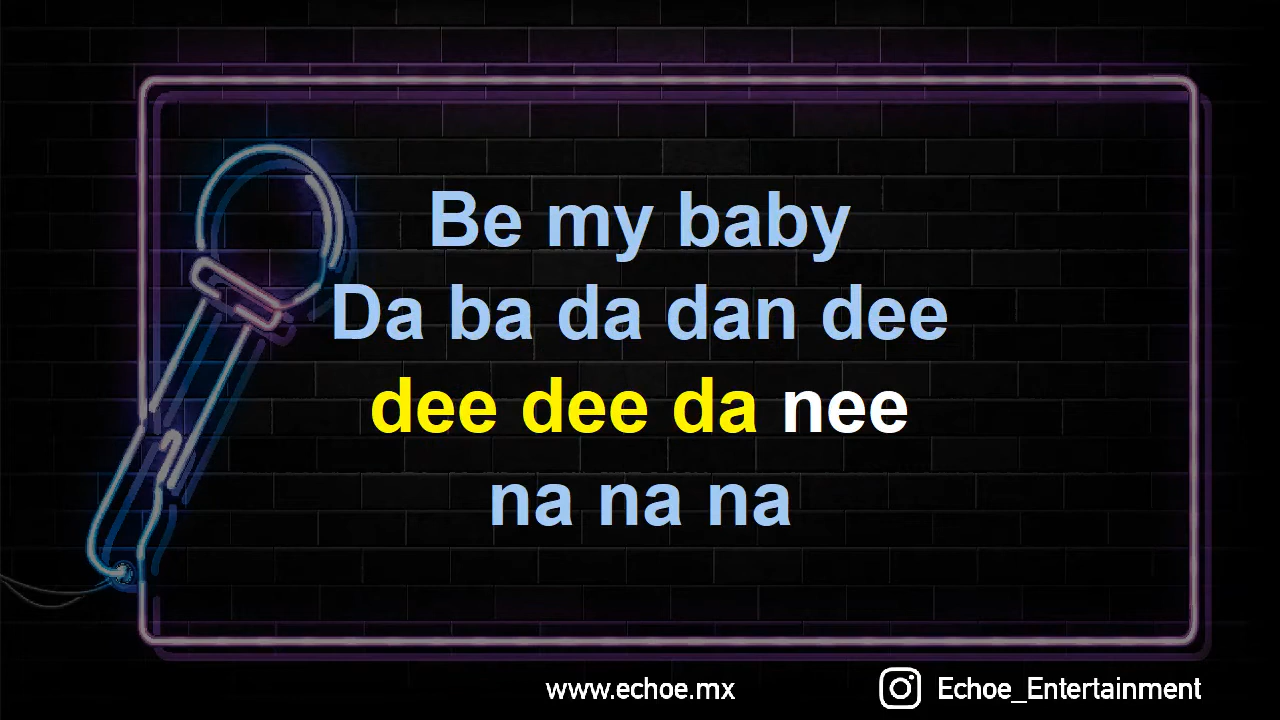 Be my baby
Da ba da dan dee
dee dee da nee
na na na
www.echoe.mx
Echoe_Entertainment